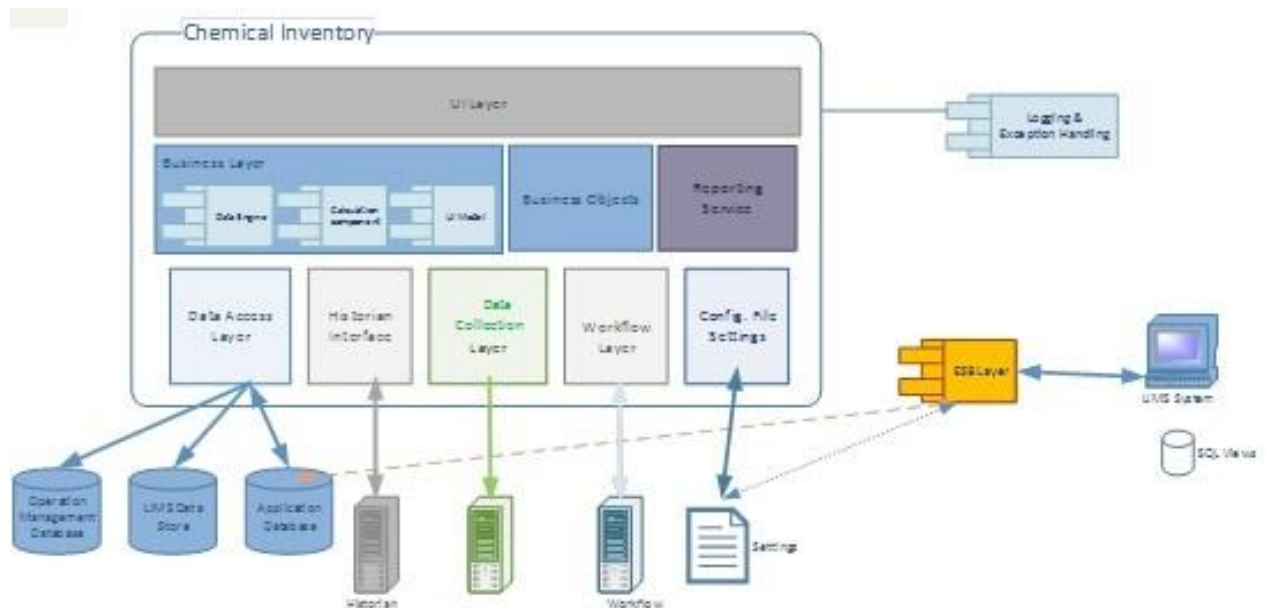 Chemical Inventory
UI Layer
Logging &
Exception Handling
Business Layer
Data Engine
Calculation
component
UI Model
Business Objects
Reporting
Service
Data Access
Layer
Historian
Interface
Data
Collection
Layer
Workflow
Layer
Config. File
Settings
ESB Layer
LIMS System
SQL Views
Operation
Management
Database
LIMS Data
Store
Application
Database
Settings
Historian
Workflow